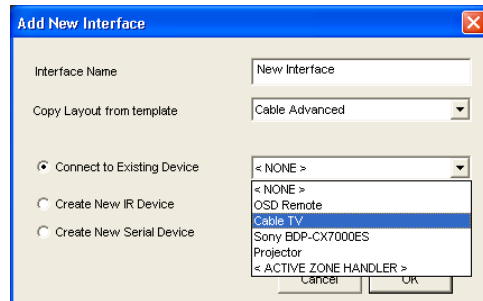 Add New Interface
Interface Name
New Interface
Copy Layout from template
Cable Advanced
Connect to Existing Device
< NONE >
< NONE >
OSD Remote
Create New IR Device
Cable TV
Sony BDP-CX7000ES
Create New Serial Device
Projector
< ACTIVE ZONE HANDLER >
Cancel
OK